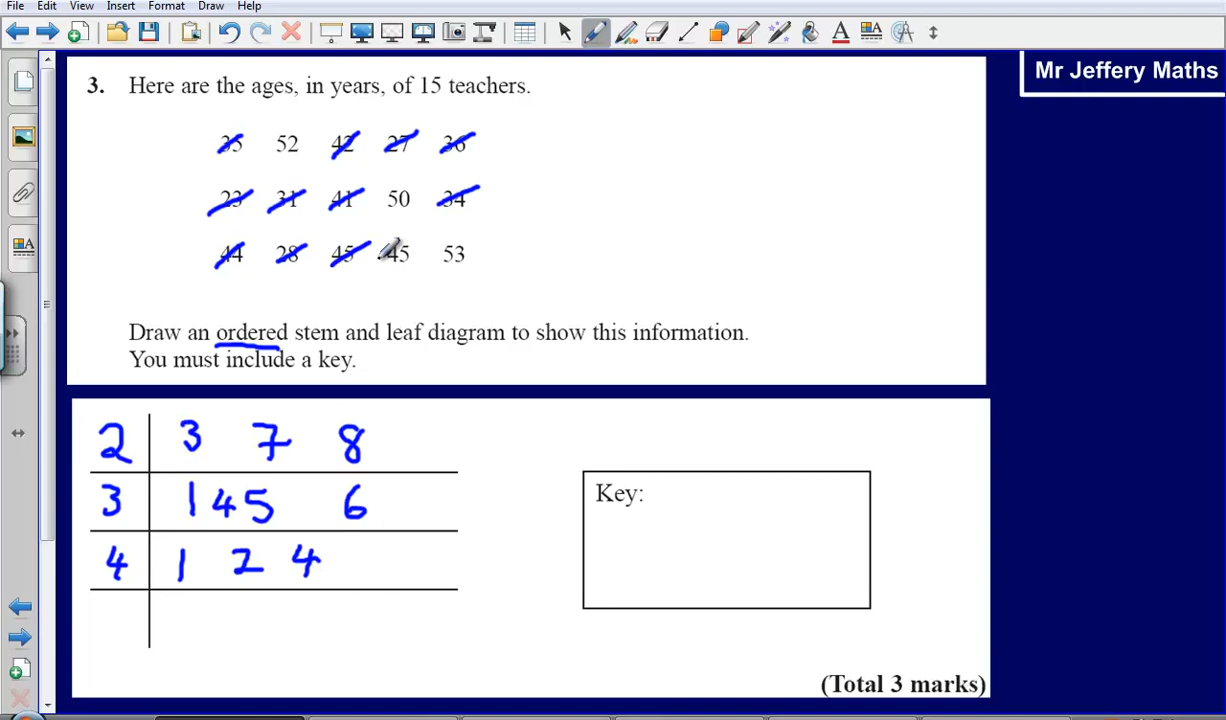 File Edit View Insert Format Draw Help
Mr Jeffery Maths
3. Here are the ages, in years, of 15 teachers.
35 52 42 27 36
23 31 41 50 34
44 28 45 45 53
Draw an ordered stem and leaf diagram to show this information.
You must include a key.
2 3 7 8
3 1 4 5 6
4 1 2 4
Key:
(Total 3 marks)